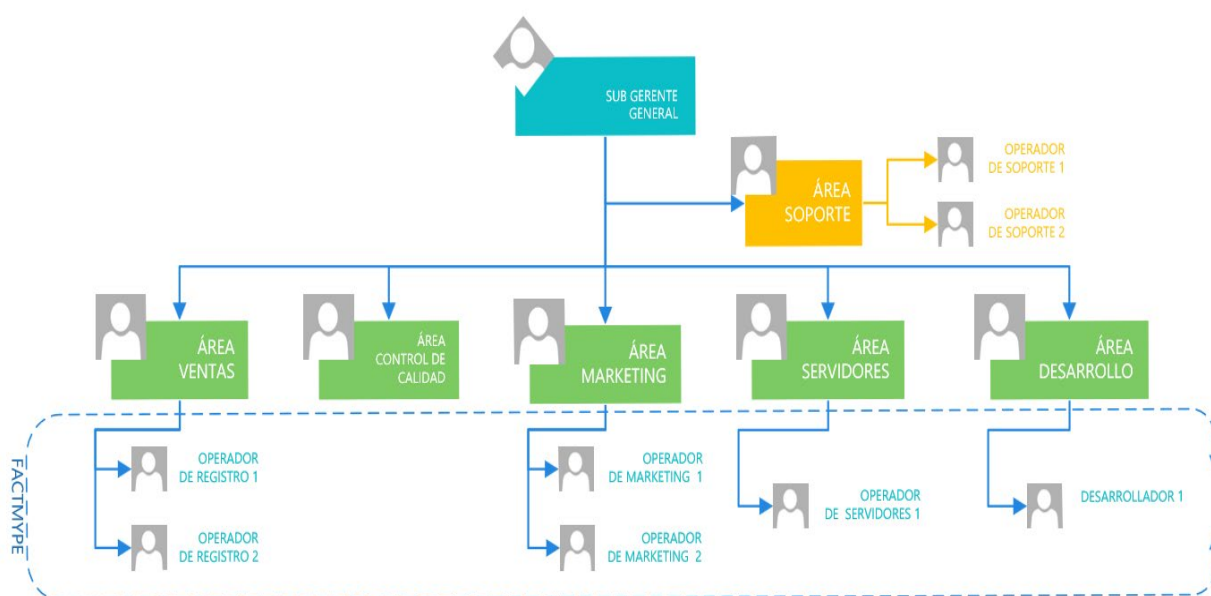 SUB GERENTE
GENERAL
ÁREA
SOPORTE
OPERADOR
DE SOPORTE 1
OPERADOR
DE SOPORTE 2
ÁREA
VENTAS
ÁREA
CONTROL DE
CALIDAD
ÁREA
MARKETING
ÁREA
SERVIDORES
ÁREA
DESARROLLO
FACTMYPE
OPERADOR
DE REGISTRO 1
OPERADOR
DE REGISTRO 2
OPERADOR
DE MARKETING 1
OPERADOR
DE MARKETING 2
OPERADOR
DE SERVIDORES 1
DESARROLLADOR 1